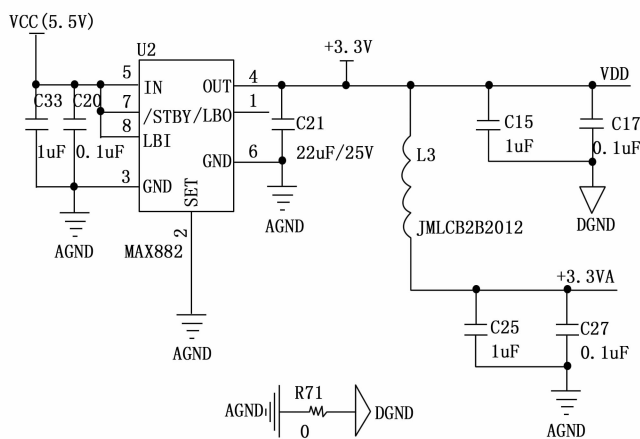 VCC(5.5V)
U2
+3.3V
5 IN OUT 4 VDD
C33 C20 7 /STBY/LBO 1 C21 C15 C17
8 LBI
1uF 0.1uF 22uF/25V 1uF 0.1uF
GND 6 L3
3 GND
SET
2
AGND MAX882 AGND JMLCB2B2012 DGND
+3.3VA
C25 C27
1uF 0.1uF
AGND
R71
AGND DGND
0
AGND